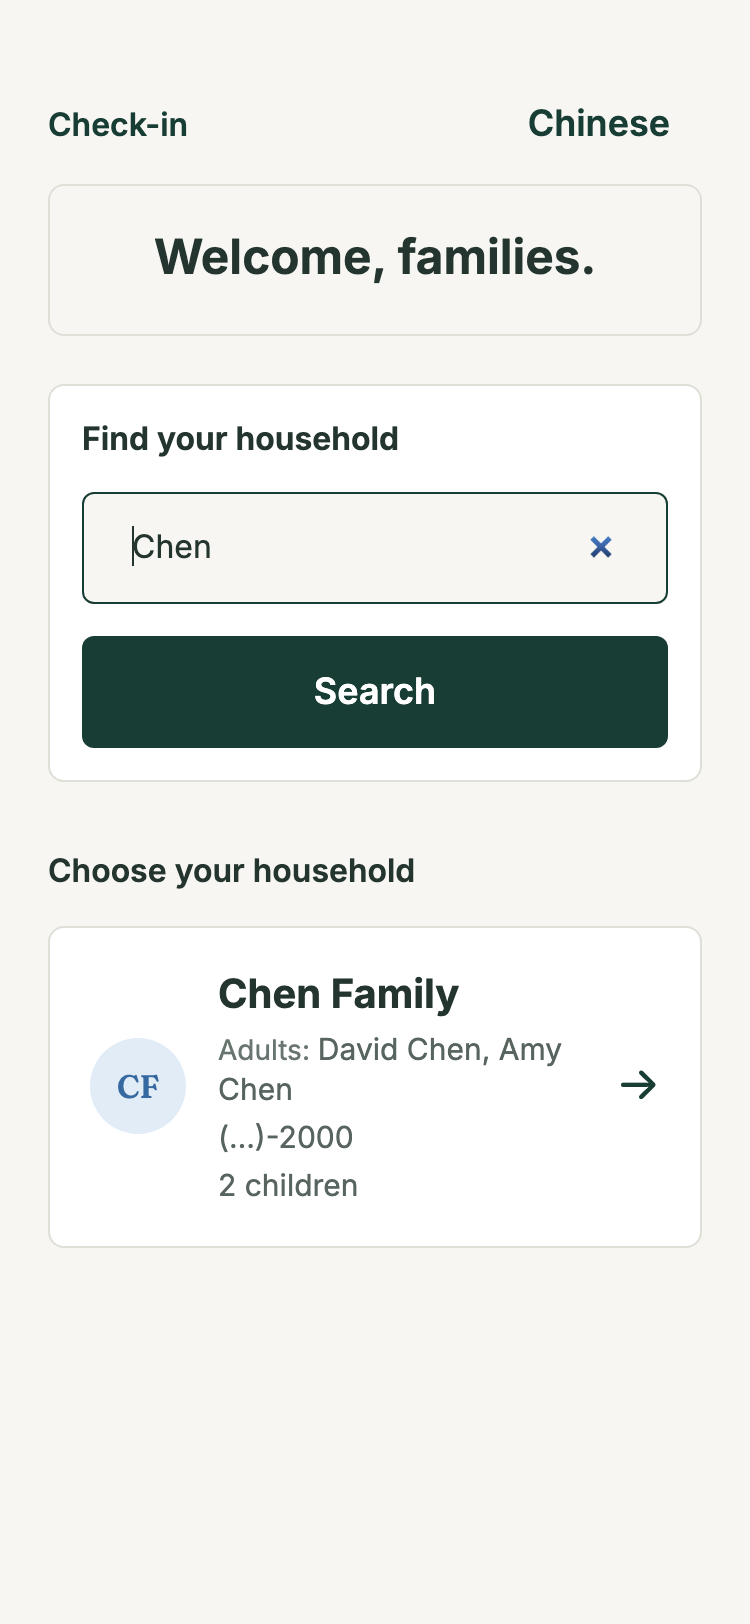 Check-in
Chinese
Welcome, families.
Find your household
Chen
Search
Choose your household
CF
Chen Family
Adults: David Chen, Amy
Chen
(...)-2000
2 children